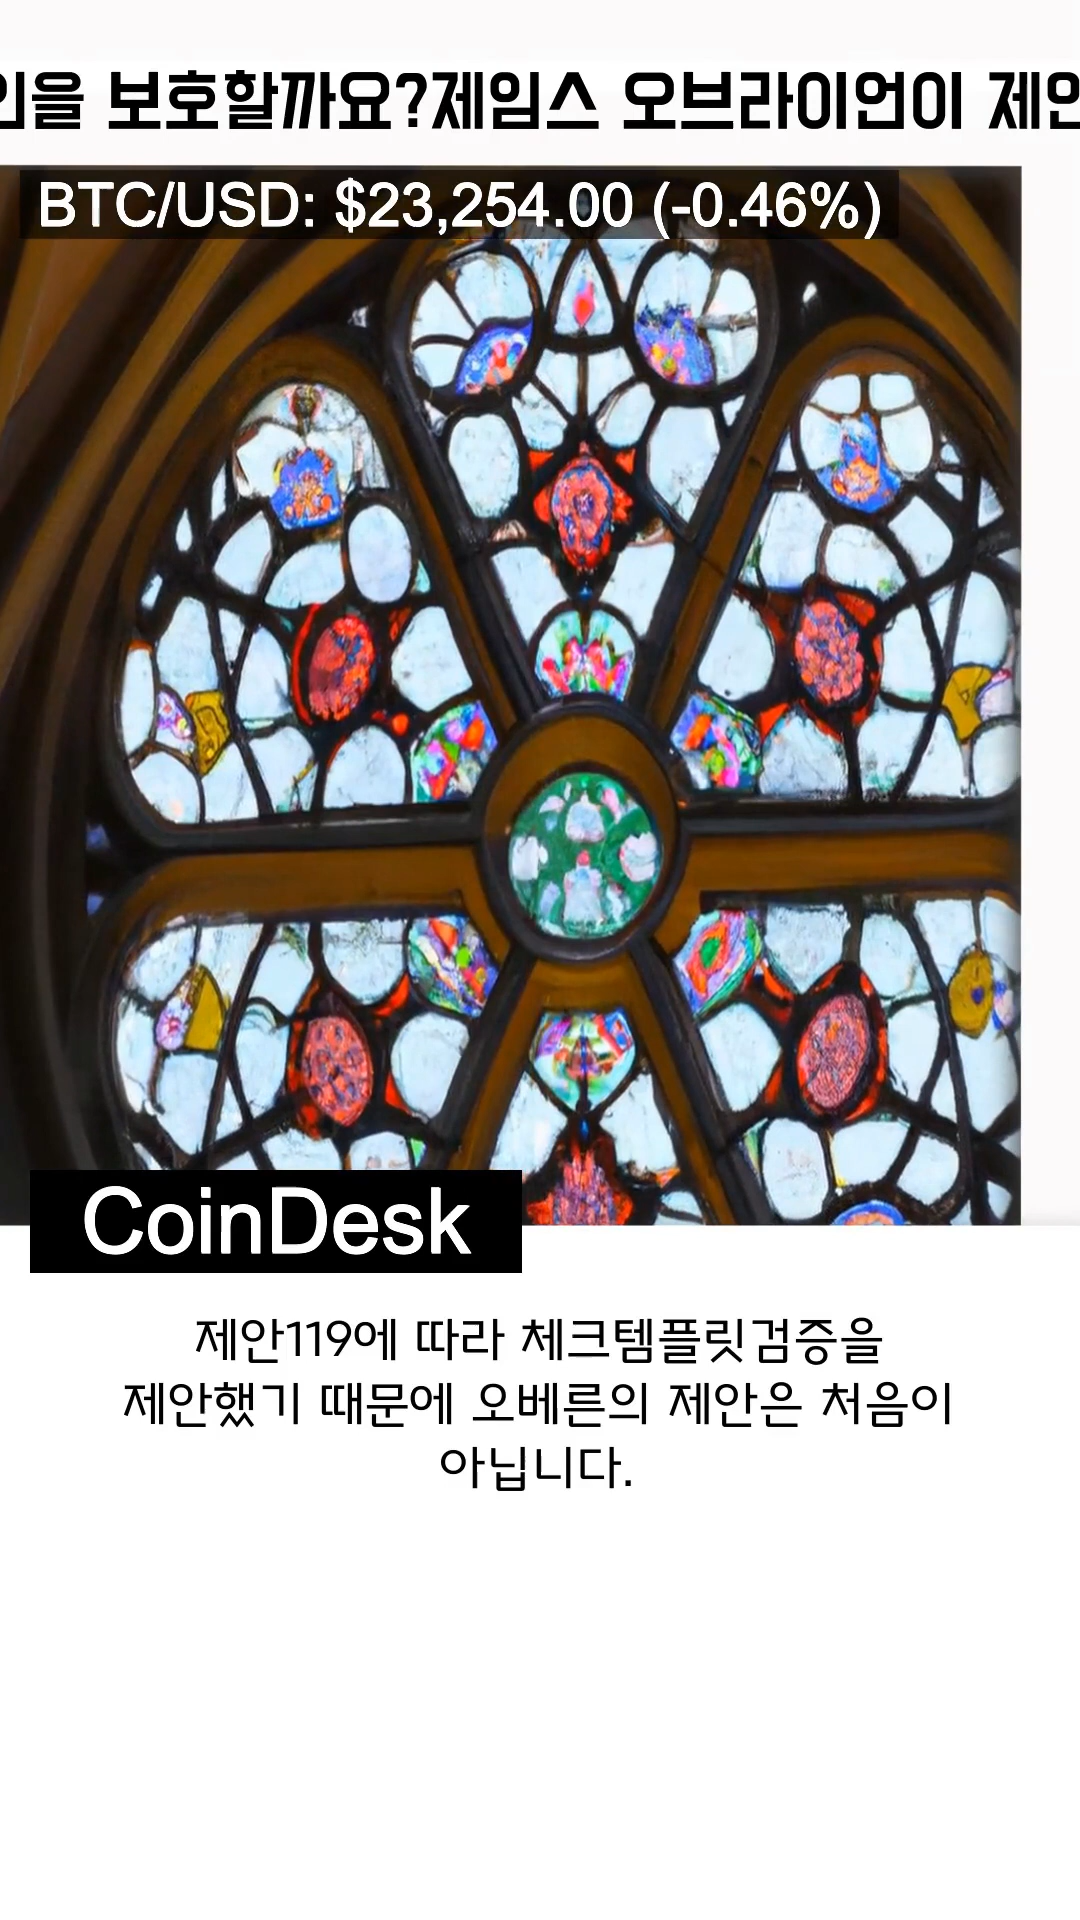 인을 보호할까요?제임스 오브라이언이 제안
BTC/USD: $23,254.00 (-0.46%)
CoinDesk
제안119에 따라 체크템플릿검증을
제안했기 때문에 오베른의 제안은 처음이
아닙니다.